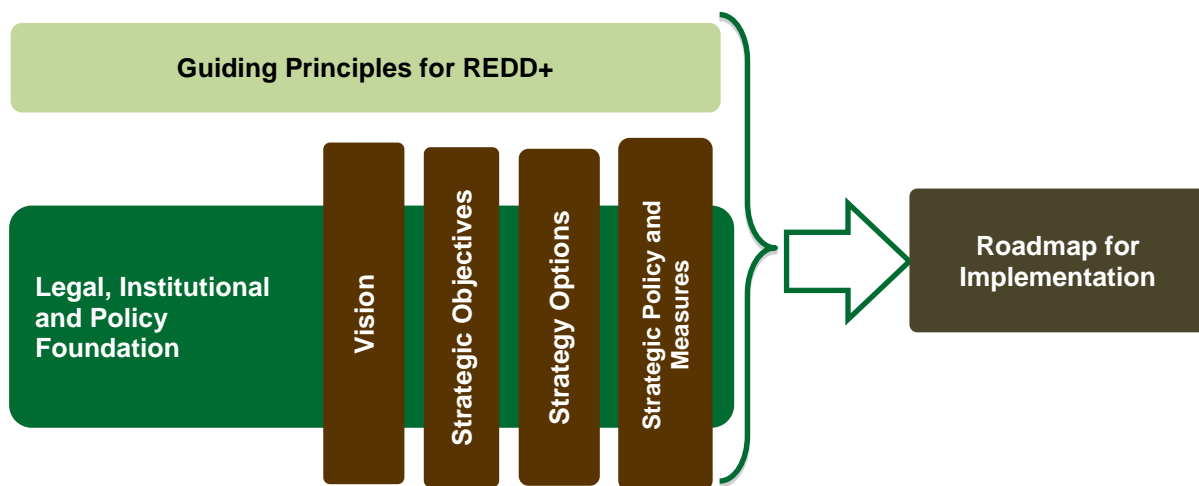 Guiding Principles for REDD+
Legal, Institutional
and Policy
Foundation
Vision
Strategic Objectives
Strategy Options
Strategic Policy and
Measures
Roadmap for
Implementation